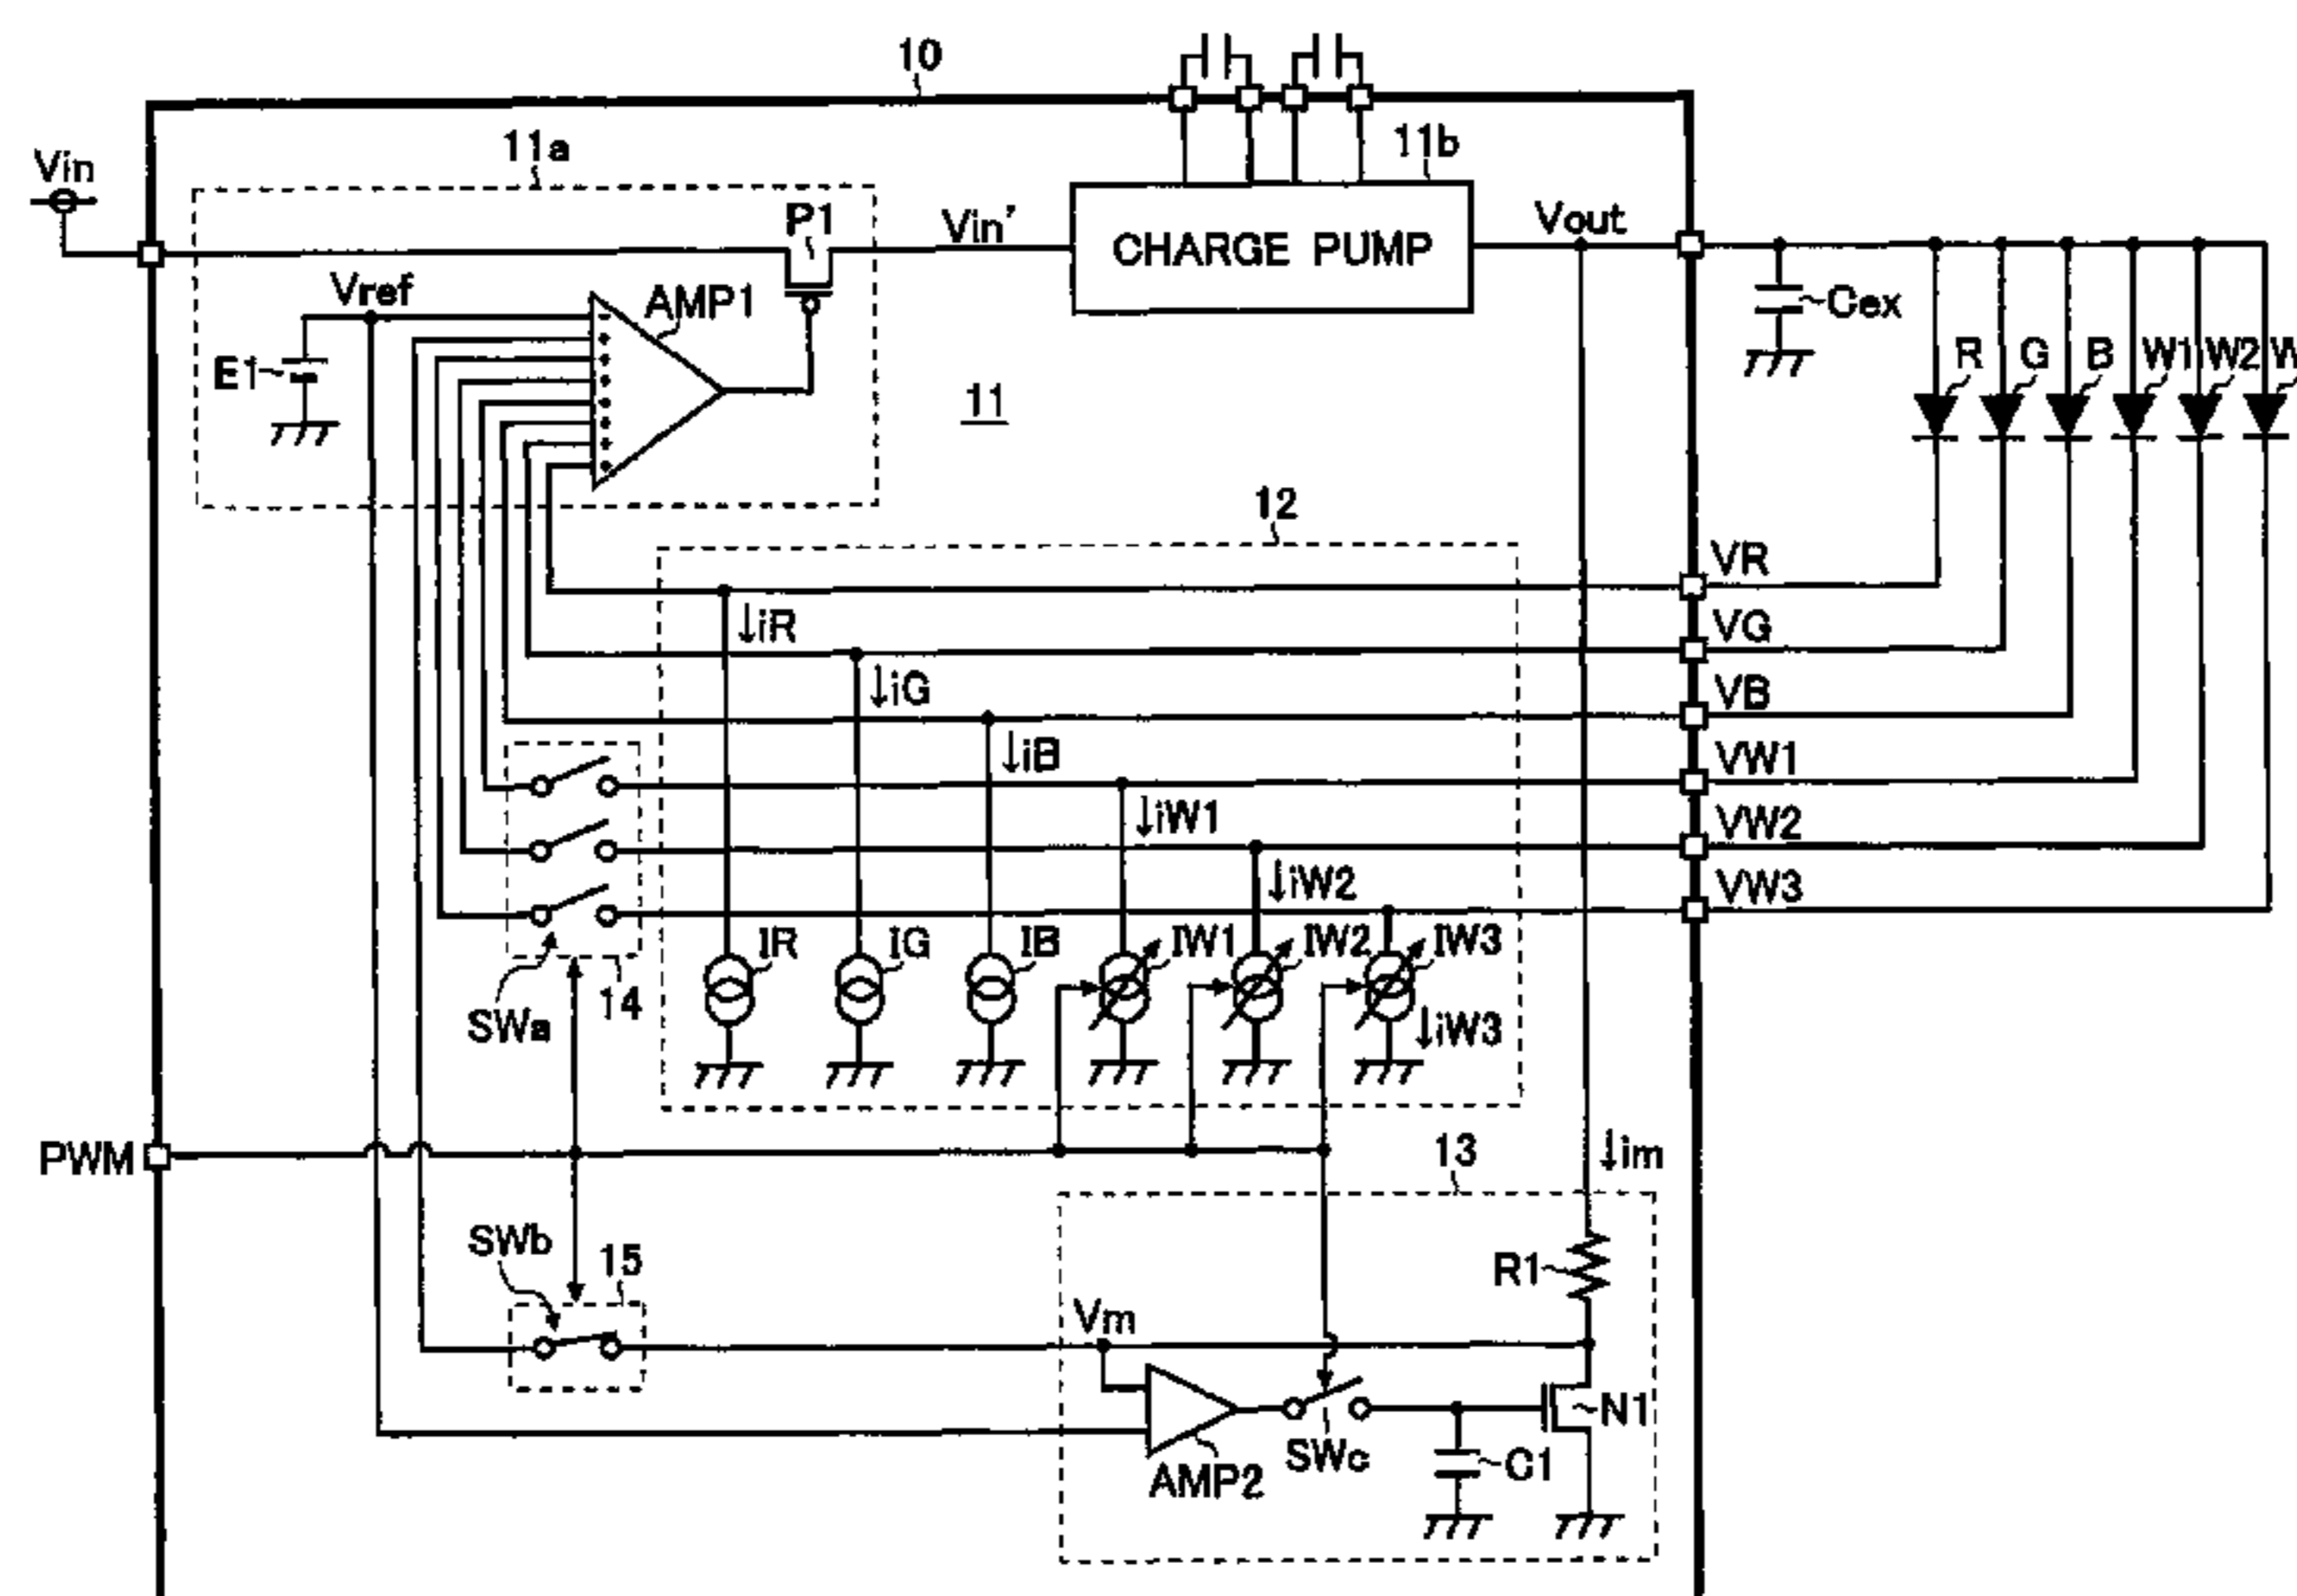 10
11a
11b
Vin
P1
Vin'
CHARGE PUMP
Vout
Vref
AMP1
Cex
E1
11
R
G
B
W1
W2
W
12
VR
iR
VG
iG
VB
iB
VW1
iW1
VW2
iW2
VW3
IR
IG
IB
IW1
IW2
IW3
SWa
14
iW3
PWM
13
im
SWb
15
R1
Vm
N1
SWc
C1
AMP2